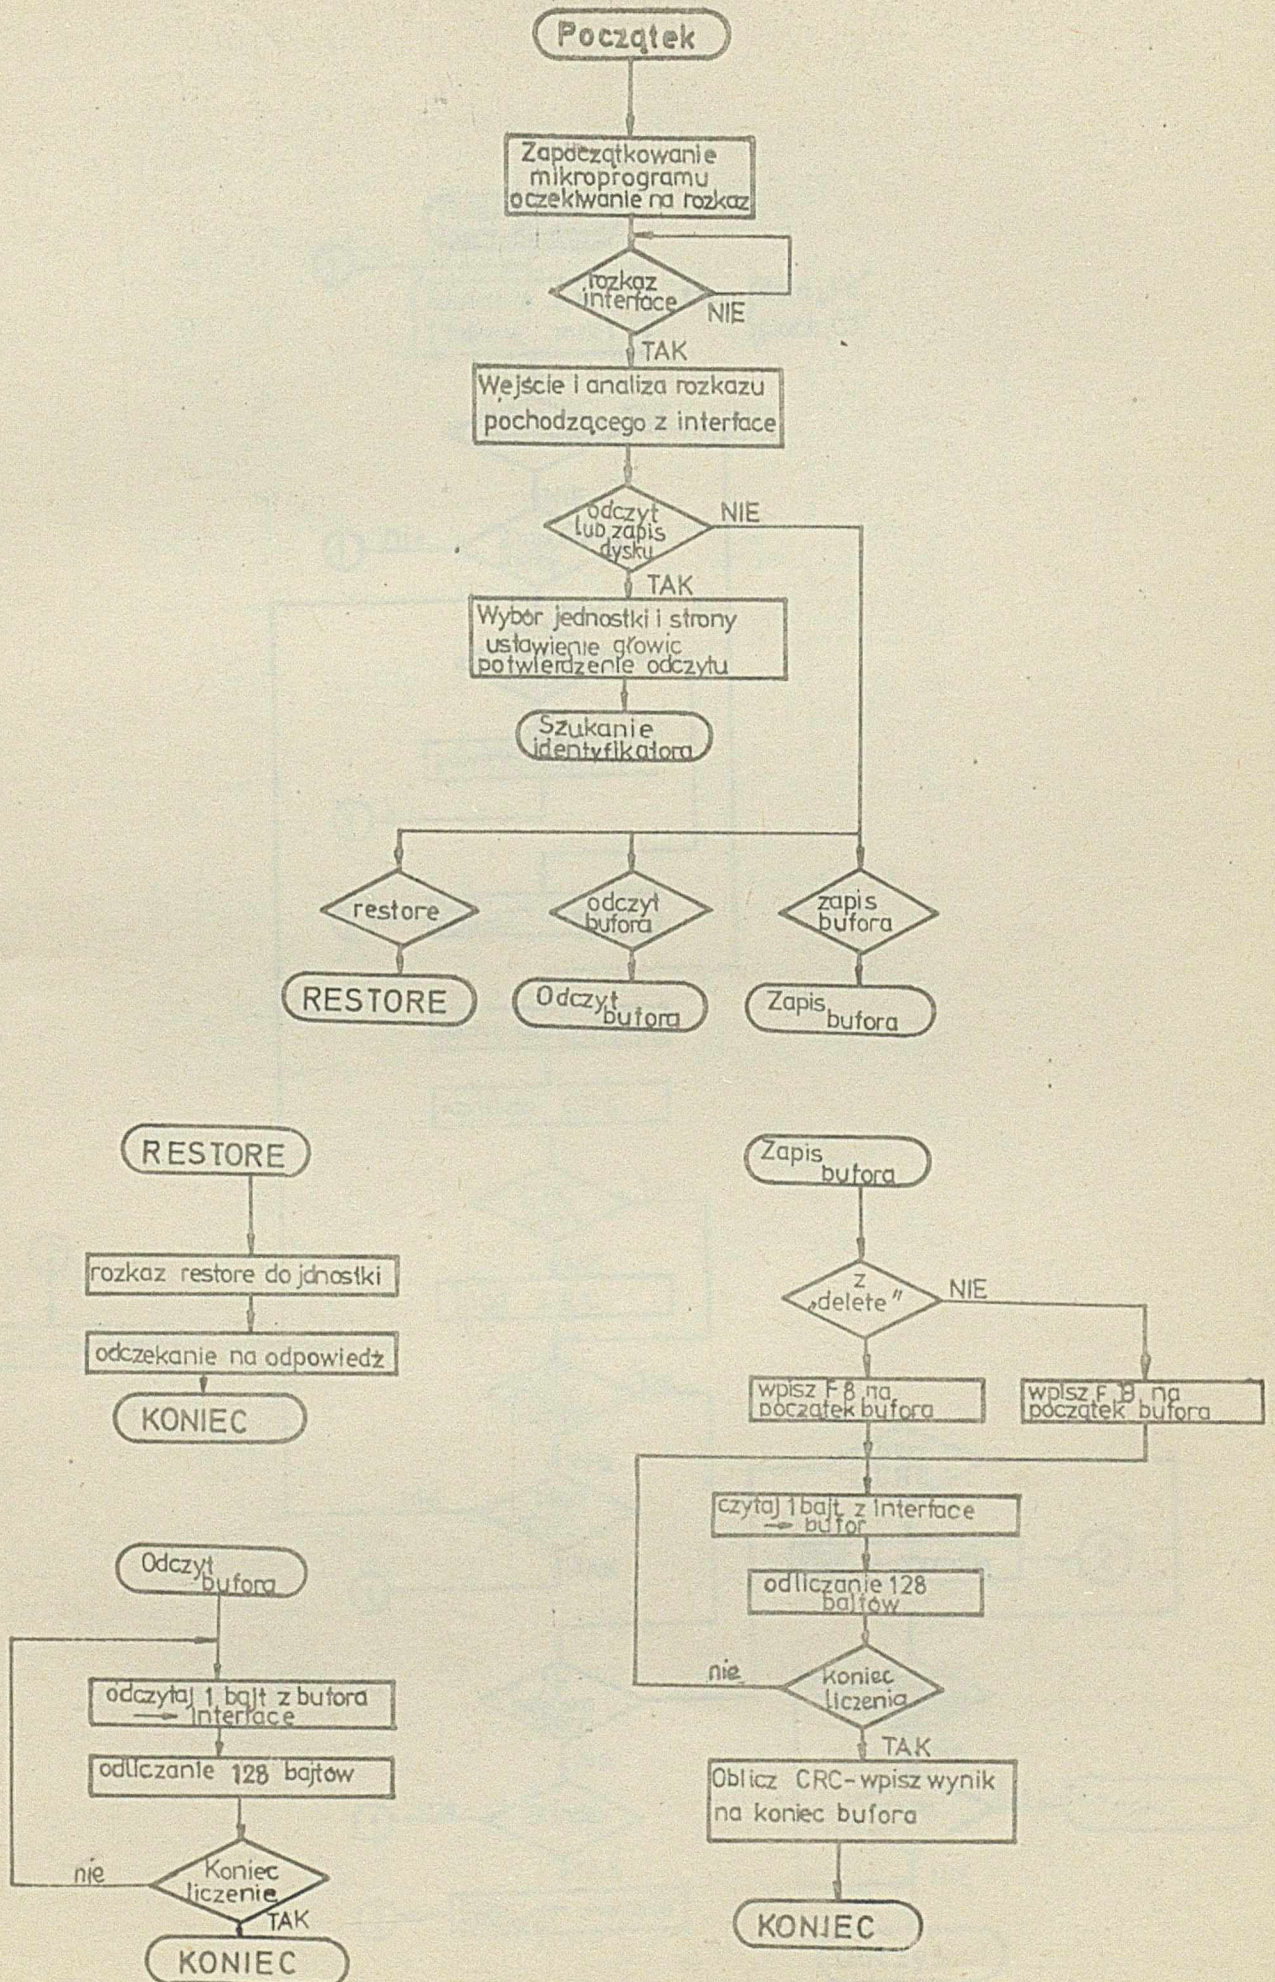 Początek
Zapoczątkowanie
mikroprogramu
oczekiwanie na rozkaz
rozkaz
interface
NIE
TAK
Wejście i analiza rozkazu
pochodzącego z interface
odczyt
lub zapis
dysku
NIE
TAK
Wybór jednostki i strony
ustawienie głowic
potwierdzenie odczytu
Szukanie
identyfikatora
restore
odczyt
bufora
zapis
bufora
RESTORE
Odczyt
bufora
Zapis
bufora
RESTORE
rozkaz restore do jdnostki
odczekanie na odpowiedź
KONIEC
Odczyt
bufora
odczytaj 1 bajt z bufora
→ interface
odliczanie 128 bajtów
Koniec
liczenie
nie
TAK
KONIEC
Zapis
bufora
z
„delete"
NIE
wpisz F8 na
początek bufora
wpisz F B na
początek bufora
czytaj 1 bajt z interface
→ bufor
odliczanie 128
bajtów
koniec
liczenia
nie
TAK
Oblicz CRC-wpisz wynik
na koniec bufora
KONIEC